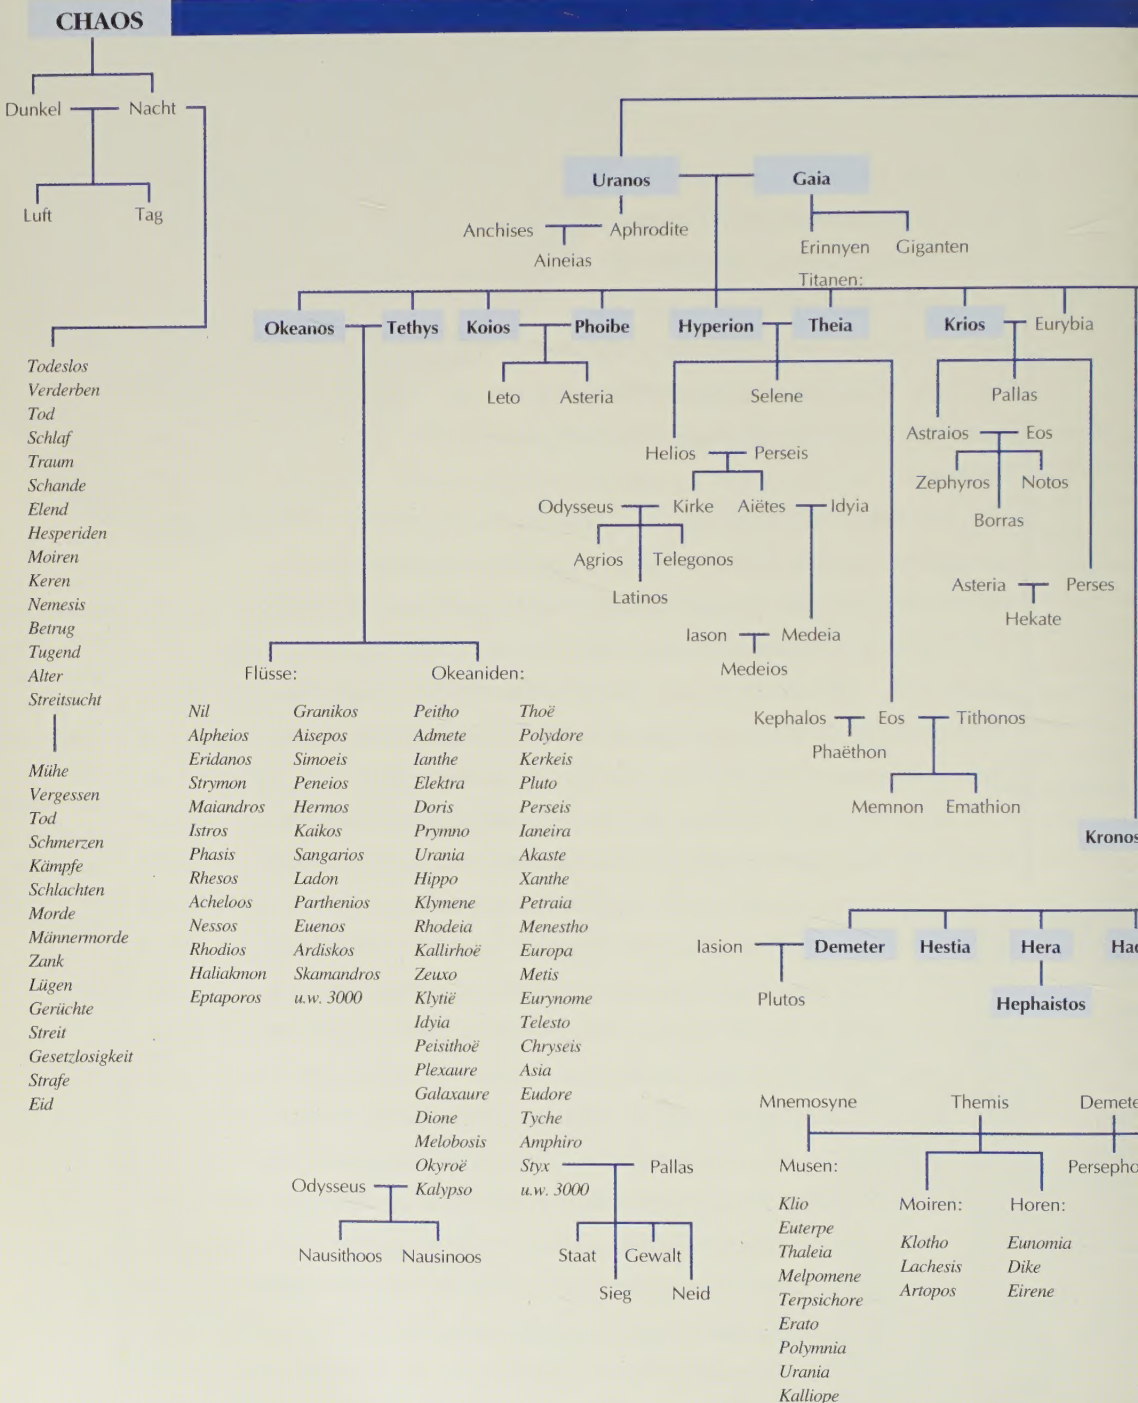 CHAOS
Dunkel Nacht
Luft Tag
Uranos Gaia
Anchises Aphrodite
Aineias
Erinnyen Giganten
Titanen:
Okeanos Tethys Koios Phoibe Hyperion Theia Krios Eurybia
Leto Asteria
Selene
Pallas
Astraios Eos
Zephyros Notos
Borras
Helios Perseis
Odysseus Kirke Aiëtes Idyia
Agrios Telegonos
Latinos
Asteria Perses
Hekate
Iason Medeia
Medeios
Kephalos Eos Tithonos
Phaëthon
Memnon Emathion
Kronos
Todeslos
Verderben
Tod
Schlaf
Traum
Schande
Elend
Hesperiden
Moiren
Keren
Nemesis
Betrug
Tugend
Alter
Streitsucht
Mühe
Vergessen
Tod
Schmerzen
Kämpfe
Schlachten
Morde
Männermorde
Zank
Lügen
Gerüchte
Streit
Gesetzlosigkeit
Strafe
Eid
Flüsse:
Nil
Alpheios
Eridanos
Strymon
Maiandros
Istros
Phasis
Rhesos
Acheloos
Nessos
Rhodios
Haliakmon
Eptaporos
Granikos
Aisepos
Simoeis
Peneios
Hermos
Kaikos
Sangarios
Ladon
Parthenios
Euenos
Ardiskos
Skamandros
u.w. 3000
Okeaniden:
Peitho
Admete
Ianthe
Elektra
Doris
Prymno
Urania
Hippo
Klymene
Rhodeia
Kallirhoë
Zeuxo
Klytië
Idyia
Peisithoë
Plexaure
Galaxaure
Dione
Melobosis
Okyroë
Odysseus Kalypso
Nausithoos Nausinoos
Thoë
Polydore
Kerkeis
Pluto
Perseis
Ianeira
Akaste
Xanthe
Petraia
Menestho
Europa
Metis
Eurynome
Telesto
Chryseis
Asia
Eudore
Tyche
Amphiro
Styx Pallas
u.w. 3000
Staat Gewalt
Sieg Neid
Iasion Demeter Hestia Hera Had
Plutos
Hephaistos
Mnemosyne Themis Demete
Musen:
Persepho
Klio
Euterpe
Thaleia
Melpomene
Terpsichore
Erato
Polymnia
Urania
Kalliope
Moiren:
Klotho
Lachesis
Artopos
Horen:
Eunomia
Dike
Eirene